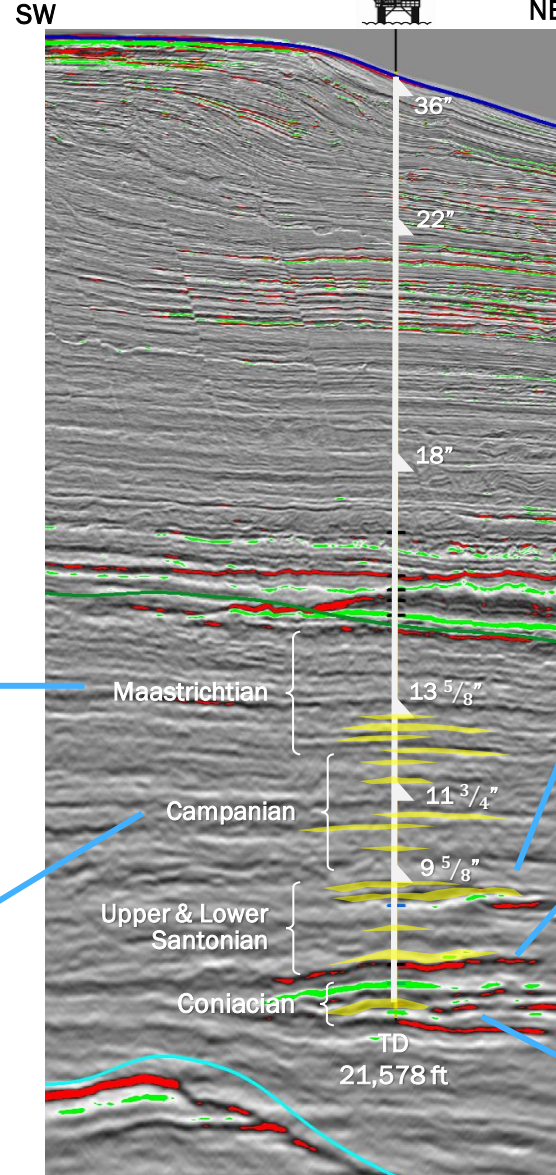 SW
NE
36”
22”
18”
Maastrichtian
13 5/8”
Campanian
11 3/4”
9 5/8”
Upper & Lower
Santonian
Coniacian
TD
21,578 ft